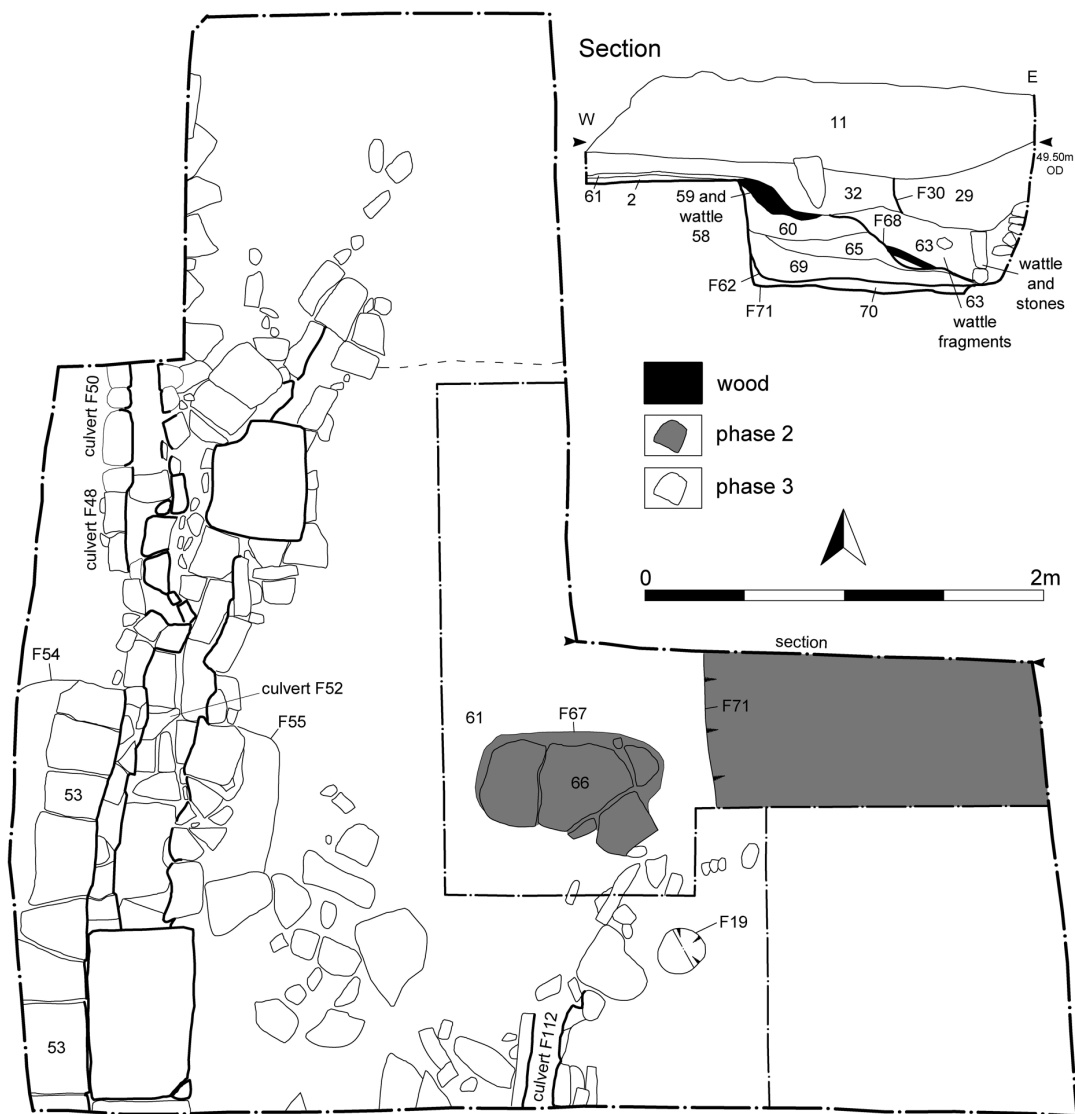 Section
W
E
11
49.50m
OD
61
2
59 and
wattle
58
32
F30
29
60
F68
63
65
69
F62
F71
70
63
wattle
fragments
wattle
and
stones
wood
phase 2
phase 3
0
2m
section
culvert F50
culvert F48
F54
culvert F52
F55
53
61
F67
66
F71
F19
culvert F112
53